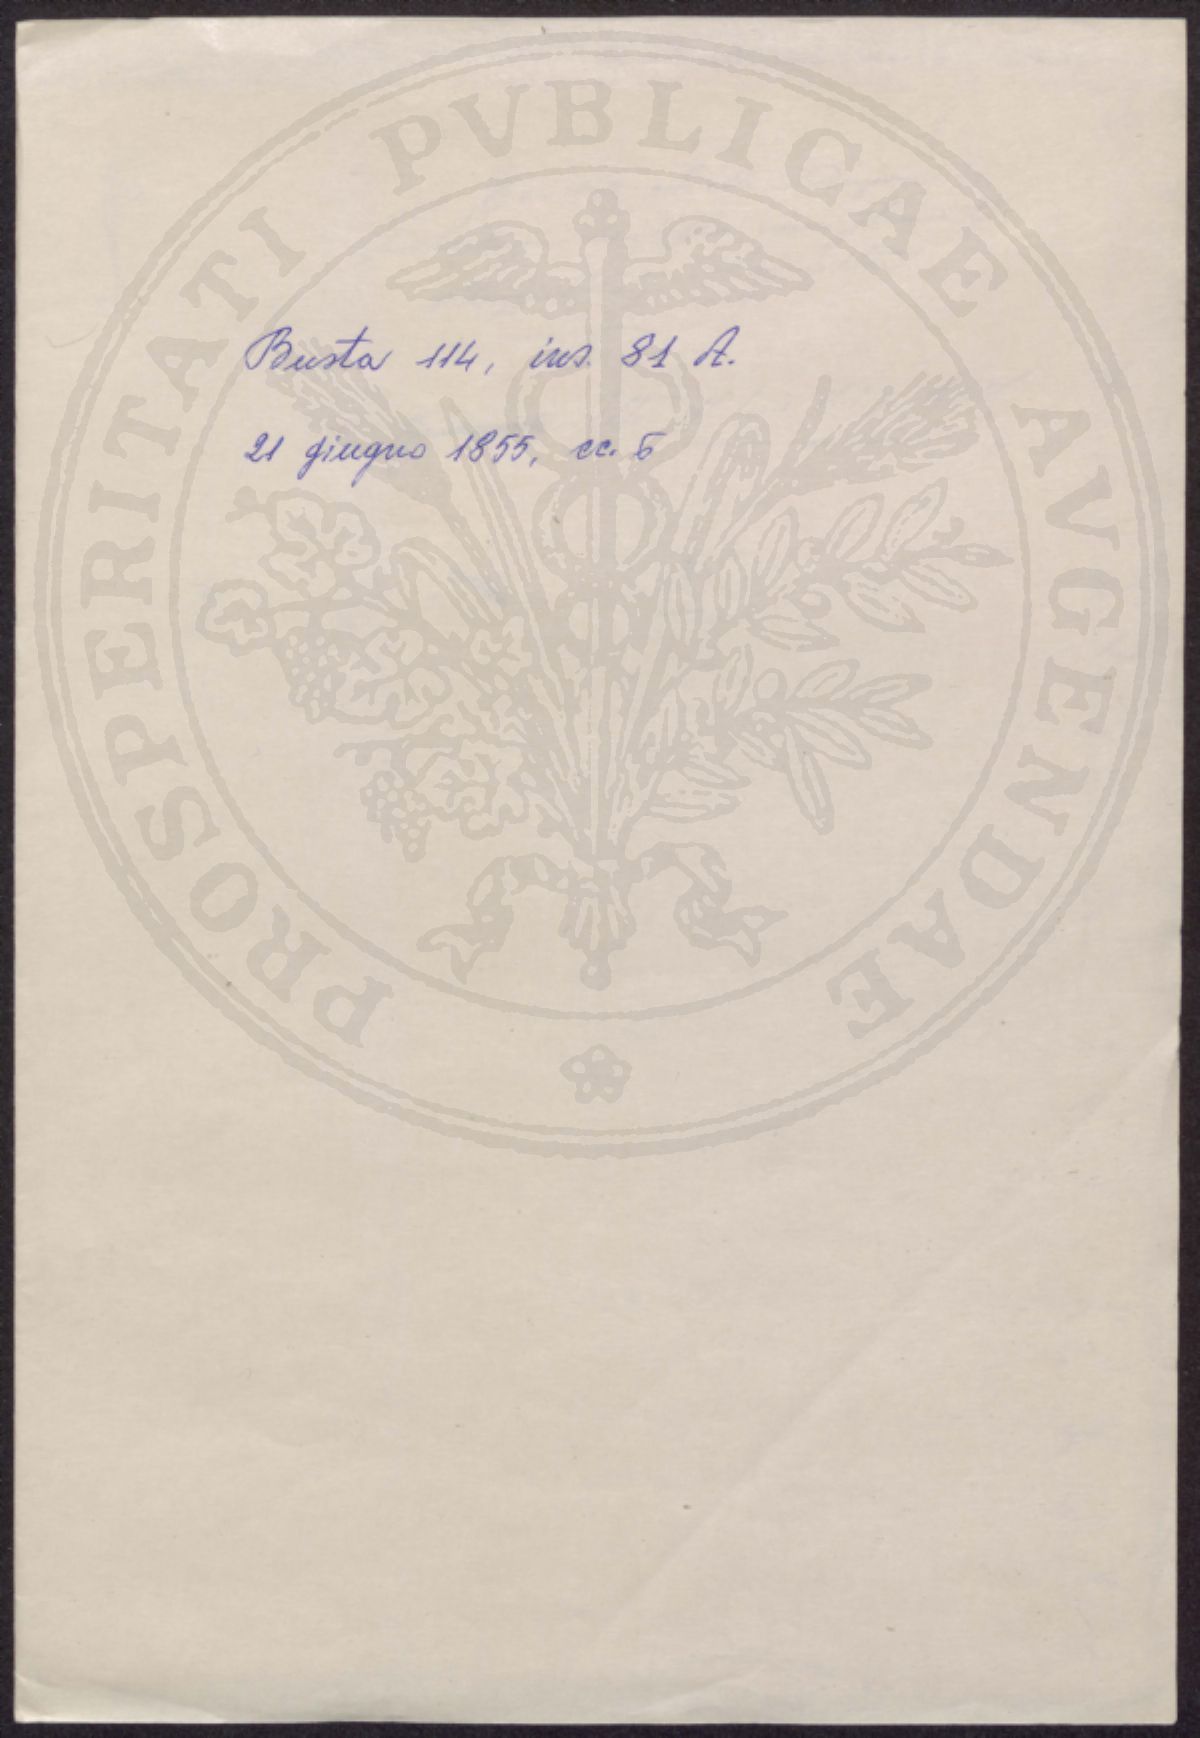 PROSPERITATI PVBLICAE AVGENDAE
Busta 114, ins. 81 A.
21 giugno 1855, cc. 6